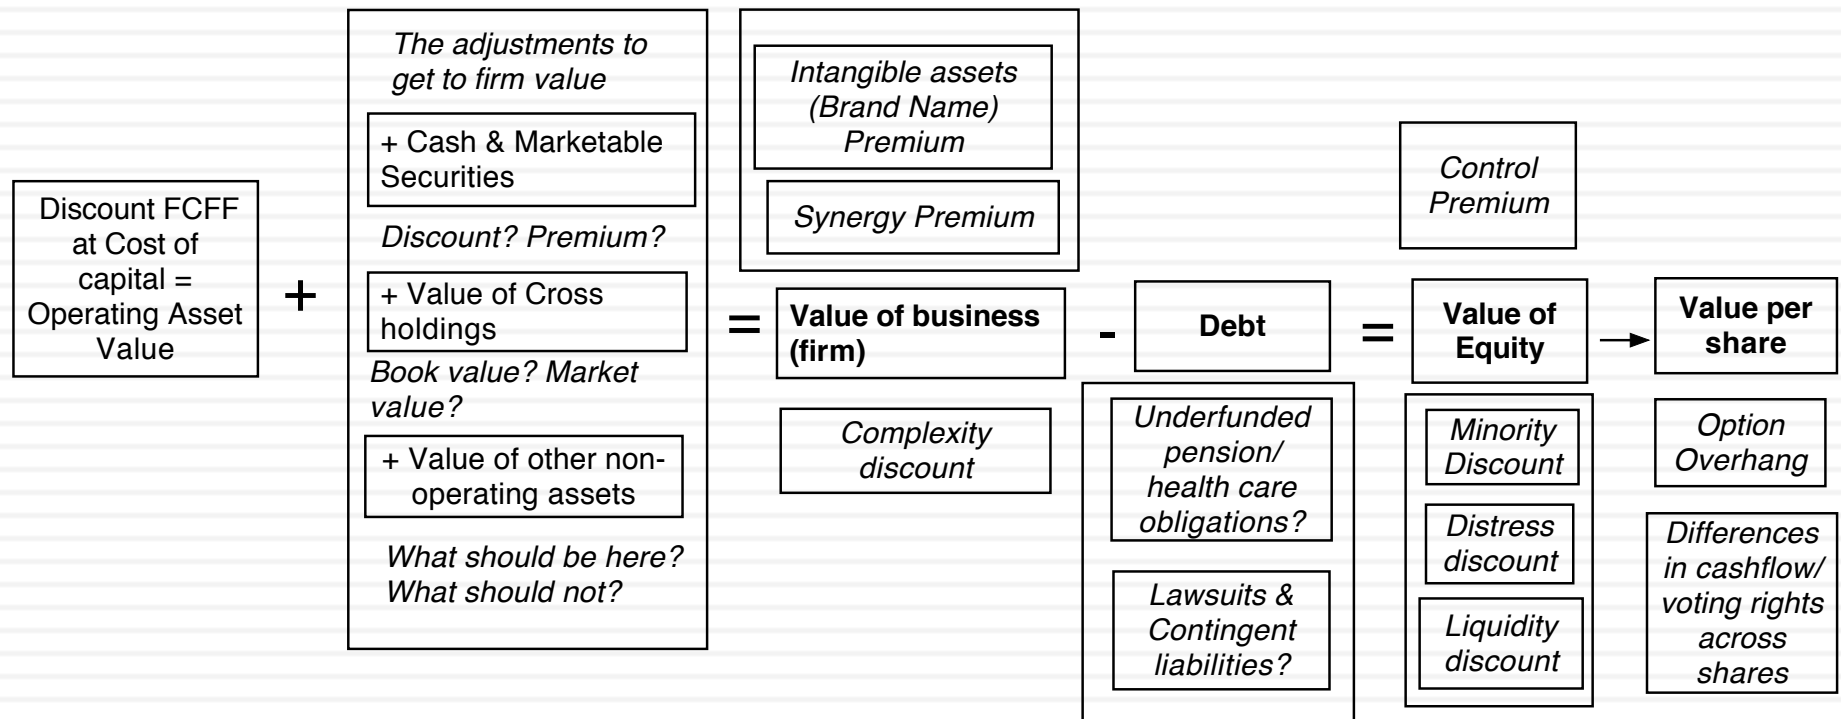 Discount FCFF
at Cost of
capital =
Operating Asset
Value
+
The adjustments to
get to firm value
+ Cash & Marketable
Securities
Discount? Premium?
+ Value of Cross
holdings
Book value? Market
value?
+ Value of other non-
operating assets
What should be here?
What should not?
=
Intangible assets
(Brand Name)
Premium
Synergy Premium
Value of business
(firm)
Complexity
discount
-
Debt
Underfunded
pension/
health care
obligations?
Lawsuits &
Contingent
liabilities?
=
Control
Premium
Value of
Equity
Minority
Discount
Distress
discount
Liquidity
discount
Value per
share
Option
Overhang
Differences
in cashflow/
voting rights
across
shares